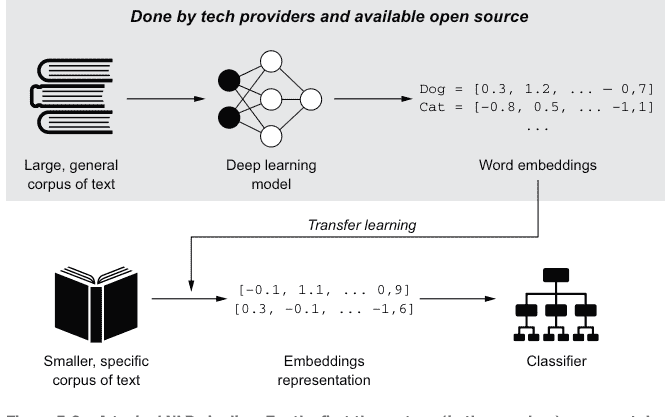 Done by tech providers and available open source
Dog = [0.3, 1.2, ... — 0,7]
Cat = [-0.8, 0.5, ... -1,1]
...
Large, general
corpus of text
Deep learning
model
Word embeddings
Transfer learning
[-0.1, 1.1, ... 0,9]
[0.3, -0.1, ... -1,6]
Smaller, specific
corpus of text
Embeddings
representation
Classifier